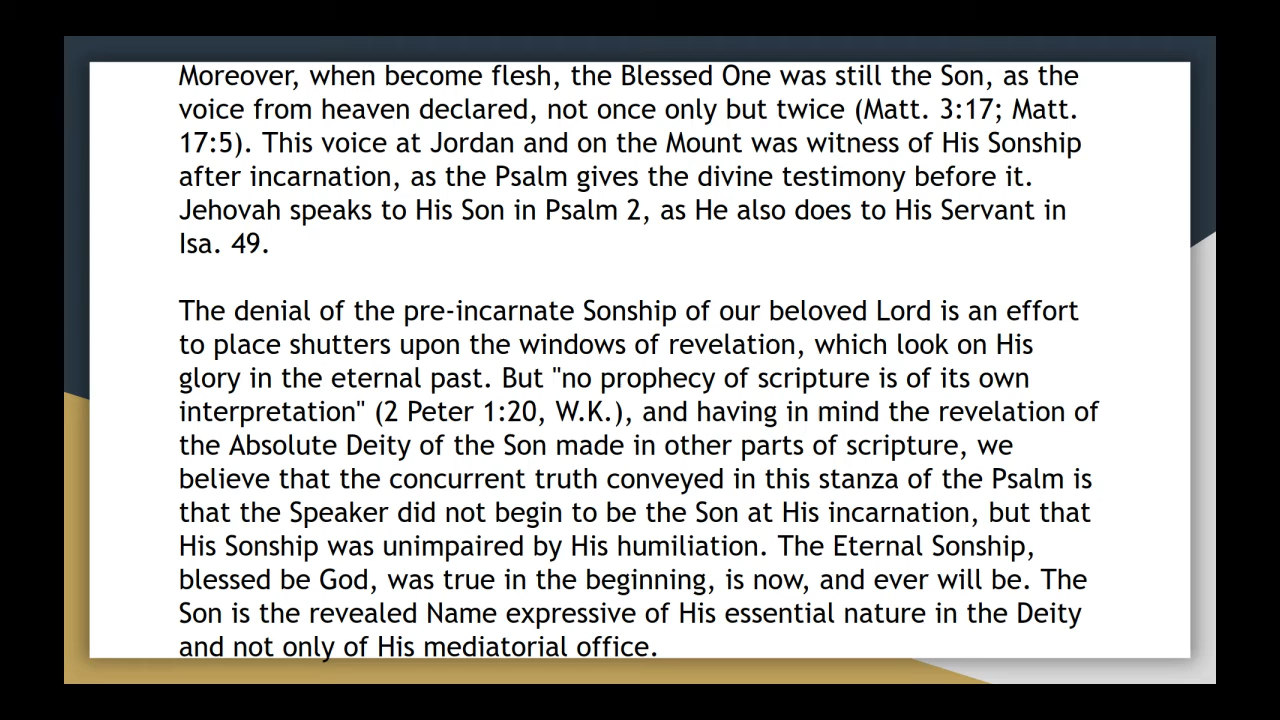 Moreover, when become flesh, the Blessed One was still the Son, as the
voice from heaven declared, not once only but twice (Matt. 3:17; Matt.
17:5). This voice at Jordan and on the Mount was witness of His Sonship
after incarnation, as the Psalm gives the divine testimony before it.
Jehovah speaks to His Son in Psalm 2, as He also does to His Servant in
Isa. 49.
The denial of the pre-incarnate Sonship of our beloved Lord is an effort
to place shutters upon the windows of revelation, which look on His
glory in the eternal past. But "no prophecy of scripture is of its own
interpretation" (2 Peter 1:20, W.K.), and having in mind the revelation of
the Absolute Deity of the Son made in other parts of scripture, we
believe that the concurrent truth conveyed in this stanza of the Psalm is
that the Speaker did not begin to be the Son at His incarnation, but that
His Sonship was unimpaired by His humiliation. The Eternal Sonship,
blessed be God, was true in the beginning, is now, and ever will be. The
Son is the revealed Name expressive of His essential nature in the Deity
and not only of His mediatorial office.